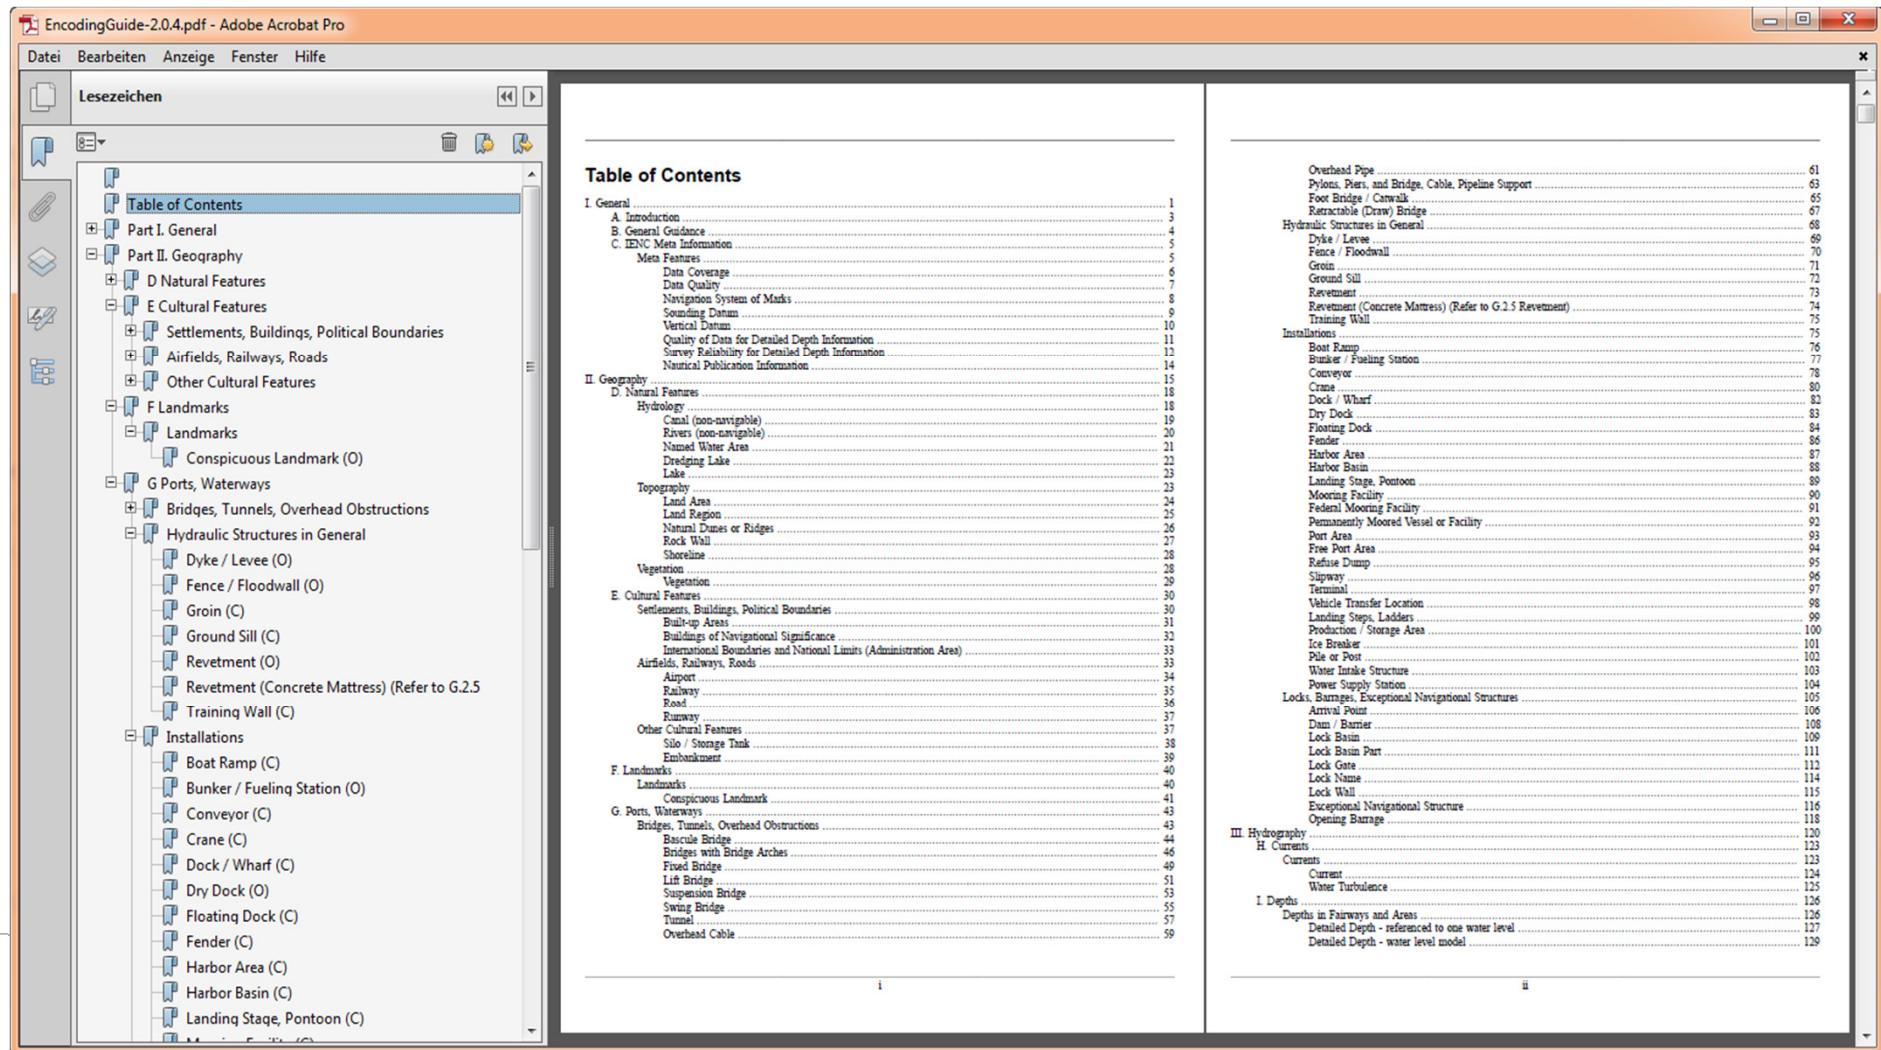 EncodingGuide-2.0.4.pdf - Adobe Acrobat Pro
Datei Bearbeiten Anzeige Fenster Hilfe
Lesezeichen
Table of Contents
Part I. General
Part II. Geography
D Natural Features
E Cultural Features
Settlements, Buildings, Political Boundaries
Airfields, Railways, Roads
Other Cultural Features
F Landmarks
Landmarks
Conspicuous Landmark (O)
G Ports, Waterways
Bridges, Tunnels, Overhead Obstructions
Hydraulic Structures in General
Dyke / Levee (O)
Fence / Floodwall (O)
Groin (C)
Ground Sill (C)
Revetment (O)
Revetment (Concrete Mattress) (Refer to G.2.5
Training Wall (C)
Installations
Boat Ramp (C)
Bunker / Fueling Station (O)
Conveyor (C)
Crane (C)
Dock / Wharf (C)
Dry Dock (O)
Floating Dock (C)
Fender (C)
Harbor Area (C)
Harbor Basin (C)
Landing Stage, Pontoon (C)
Table of Contents
I. General 1
A. Introduction 3
B. General Guidance 4
C. IENC Meta Information 5
Meta Features 5
Data Coverage 6
Data Quality 7
Navigation System of Marks 8
Sounding Datum 9
Vertical Datum 10
Quality of Data for Detailed Depth Information 11
Survey Reliability for Detailed Depth Information 12
Nautical Publication Information 14
II. Geography 15
D. Natural Features 18
Hydrology 18
Canal (non-navigable) 19
Rivers (non-navigable) 20
Named Water Area 21
Dredging Lake 22
Lake 23
Topography 23
Land Area 24
Land Region 25
Natural Dunes or Ridges 26
Rock Wall 27
Shoreline 28
Vegetation 28
Vegetation 29
E. Cultural Features 30
Settlements, Buildings, Political Boundaries 30
Built-up Areas 31
Buildings of Navigational Significance 32
International Boundaries and National Limits (Administration Area) 33
Airfields, Railways, Roads 33
Airport 34
Railway 35
Road 36
Runway 37
Other Cultural Features 37
Silo / Storage Tank 38
Embankment 39
F. Landmarks 40
Landmarks 40
Conspicuous Landmark 41
G. Ports, Waterways 43
Bridges, Tunnels, Overhead Obstructions 43
Bascule Bridge 44
Bridges with Bridge Arches 46
Fixed Bridge 49
Lift Bridge 51
Suspension Bridge 53
Swing Bridge 55
Tunnel 57
Overhead Cable 59
i
Overhead Pipe 61
Pylons, Piers, and Bridge, Cable, Pipeline Support 63
Foot Bridge / Catwalk 65
Retractable (Draw) Bridge 67
Hydraulic Structures in General 68
Dyke / Levee 69
Fence / Floodwall 70
Groin 71
Ground Sill 72
Revetment 73
Revetment (Concrete Mattress) (Refer to G.2.5 Revetment) 74
Training Wall 75
Installations 75
Boat Ramp 76
Bunker / Fueling Station 77
Conveyor 78
Crane 80
Dock / Wharf 82
Dry Dock 83
Floating Dock 84
Fender 86
Harbor Area 87
Harbor Basin 88
Landing Stage, Pontoon 89
Mooring Facility 90
Federal Mooring Facility 91
Permanently Moored Vessel or Facility 92
Port Area 93
Free Port Area 94
Refuse Dump 95
Slipway 96
Terminal 97
Vehicle Transfer Location 98
Landing Steps, Ladders 99
Production / Storage Area 100
Ice Breaker 101
Pile or Post 102
Water Intake Structure 103
Power Supply Station 104
Locks, Barrages, Exceptional Navigational Structures 105
Arrival Point 106
Dam / Barrier 108
Lock Basin 109
Lock Basin Part 111
Lock Gate 112
Lock Name 114
Lock Wall 115
Exceptional Navigational Structure 116
Opening Barrage 118
III. Hydrography 120
H. Currents 123
Currents 123
Current 124
Water Turbulence 125
I. Depths 126
Depths in Fairways and Areas 126
Detailed Depth - referenced to one water level 127
Detailed Depth - water level model 129
ii